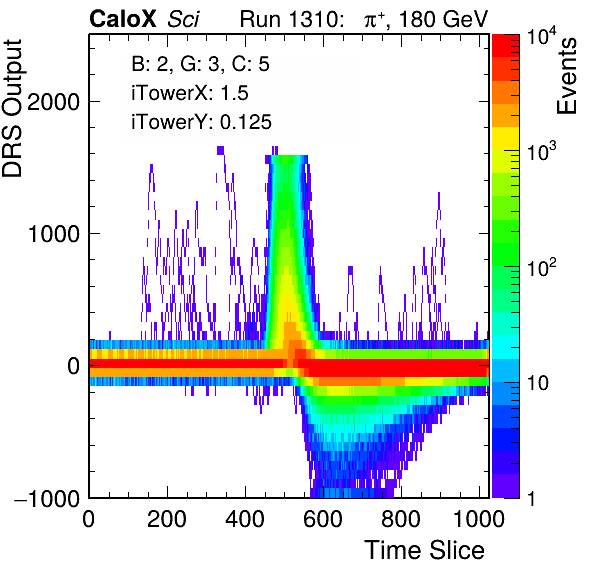 CaloX Sci Run 1310: π⁺, 180 GeV
B: 2, G: 3, C: 5
iTowerX: 1.5
iTowerY: 0.125
DRS Output
2000
1000
0
−1000
0 200 400 600 800 1000
Time Slice
Events
10⁴
10³
10²
10
1